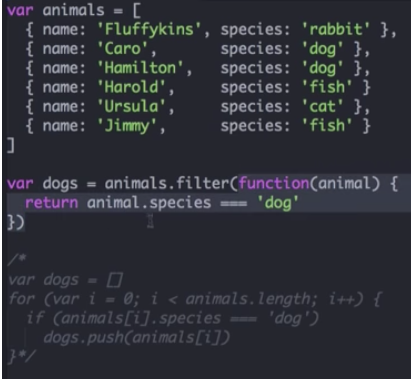 var animals = [
  { name: 'Fluffykins', species: 'rabbit' },
  { name: 'Caro',       species: 'dog' },
  { name: 'Hamilton',   species: 'dog' },
  { name: 'Harold',     species: 'fish' }
  { name: 'Ursula',     species: 'cat' },
  { name: 'Jimmy',      species: 'fish' }
]
var dogs = animals.filter(function(animal) {
  return animal.species === 'dog'
})
/*
var dogs = []
for (var i = 0; i < animals.length; i++) {
  if (animals[i].species === 'dog')
    dogs.push(animals[i])
}*/